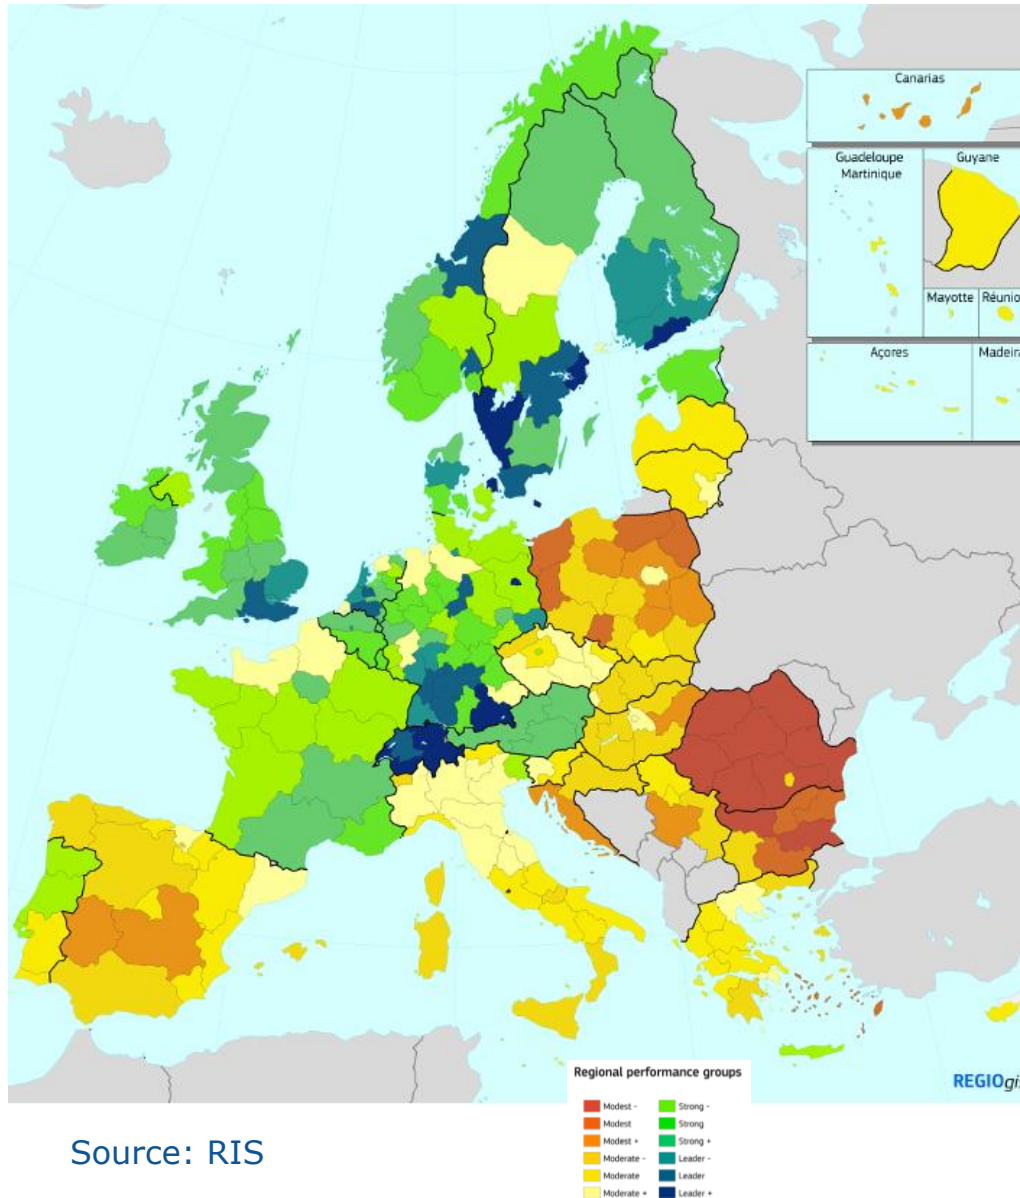 Canarias
Guadeloupe
Martinique
Guyane
Mayotte
Réunio
Açores
Madeira
REGIOgis
Regional performance groups
Modest -
Modest
Modest +
Moderate -
Moderate
Moderate +
Strong -
Strong
Strong +
Leader -
Leader
Leader +
Source: RIS